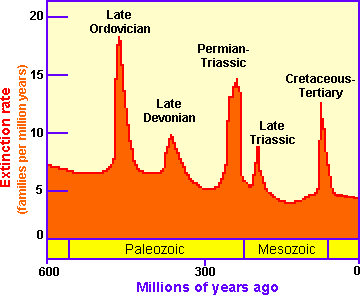 20
15
10
5
0
Extinction rate
(families per million years)
Late
Ordovician
Late
Devonian
Permian-
Triassic
Late
Triassic
Cretaceous-
Tertiary
Paleozoic
Mesozoic
600
300
0
Millions of years ago